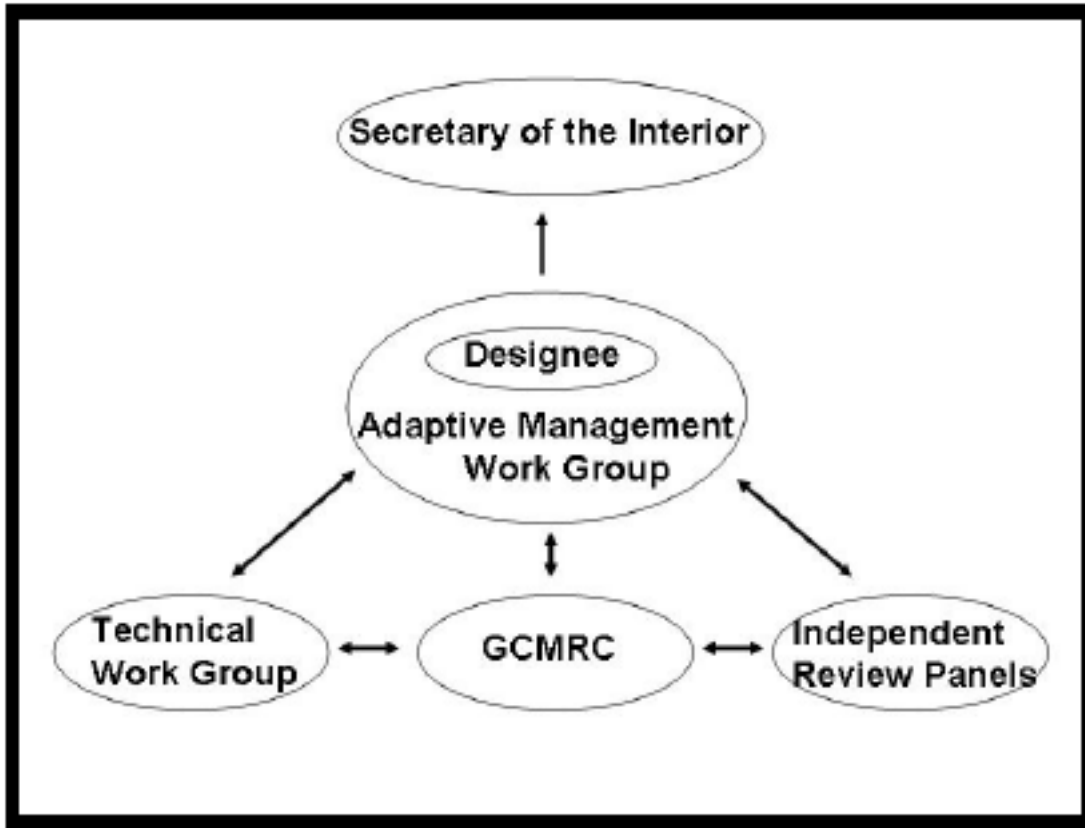 Secretary of the Interior
Designee
Adaptive Management
Work Group
Technical
Work Group
GCMRC
Independent
Review Panels